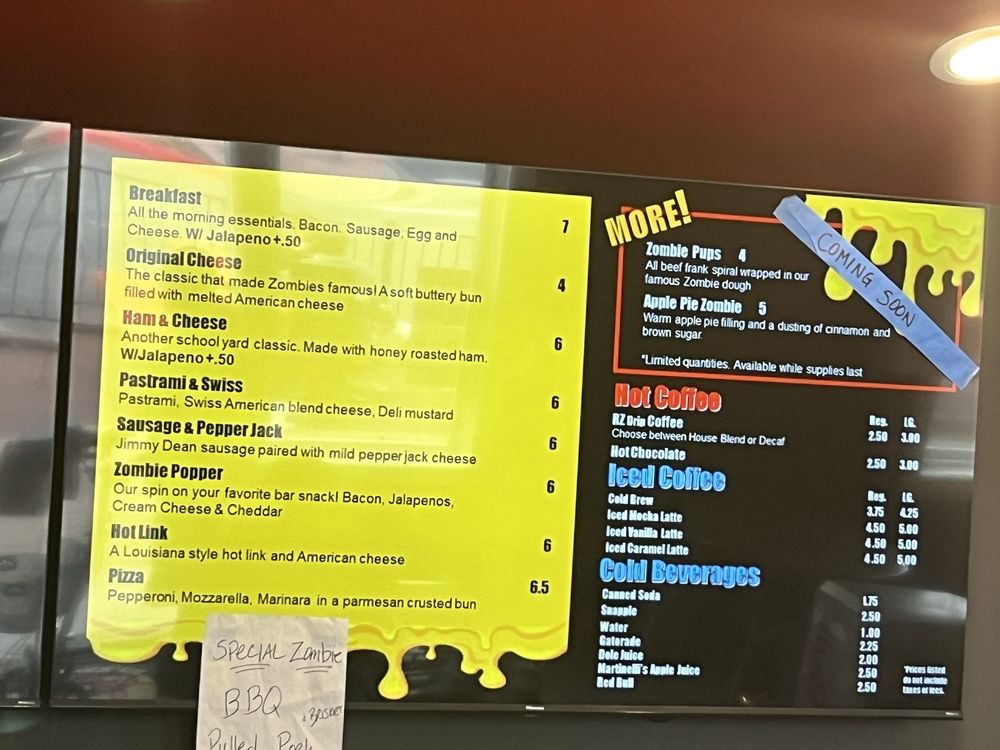 Breakfast
All the morning essentials. Bacon, Sausage, Egg and
Cheese. W/ Jalapeno +.50
7
Original Cheese
The classic that made Zombies famous! A soft buttery bun
filled with melted American cheese
4
Ham & Cheese
Another school yard classic. Made with honey roasted ham.
W/Jalapeno +.50
6
Pastrami & Swiss
Pastrami, Swiss American blend cheese, Deli mustard
6
Sausage & Pepper Jack
Jimmy Dean sausage paired with mild pepper jack cheese
6
Zombie Popper
Our spin on your favorite bar snack! Bacon, Jalapenos,
Cream Cheese & Cheddar
6
Hot Link
A Louisiana style hot link and American cheese
6
Pizza
Pepperoni, Mozzarella, Marinara in a parmesan crusted bun
6.5
SPECIAL Zombie
BBQ
BRISKET
Pulled Pork
MORE!
COMING SOON
Zombie Pups 4
All beef frank spiral wrapped in our
famous Zombie dough
Apple Pie Zombie 5
Warm apple pie filling and a dusting of cinnamon and
brown sugar.
*Limited quantities. Available while supplies last
Hot Coffee
Reg. LG.
RZ Drip Coffee 2.50 3.00
Choose between House Blend or Decaf
Hot Chocolate 2.50 3.00
Iced Coffee
Reg. LG.
Cold Brew 3.75 4.25
Iced Mocha Latte 4.50 5.00
Iced Vanilla Latte 4.50 5.00
Iced Caramel Latte 4.50 5.00
Cold Beverages
Canned Soda 1.75
Snapple 2.50
Water 1.00
Gatorade 2.25
Dole Juice 2.00
Martinelli's Apple Juice 2.50
Red Bull 2.50
*Prices listed
do not include
taxes or fees.